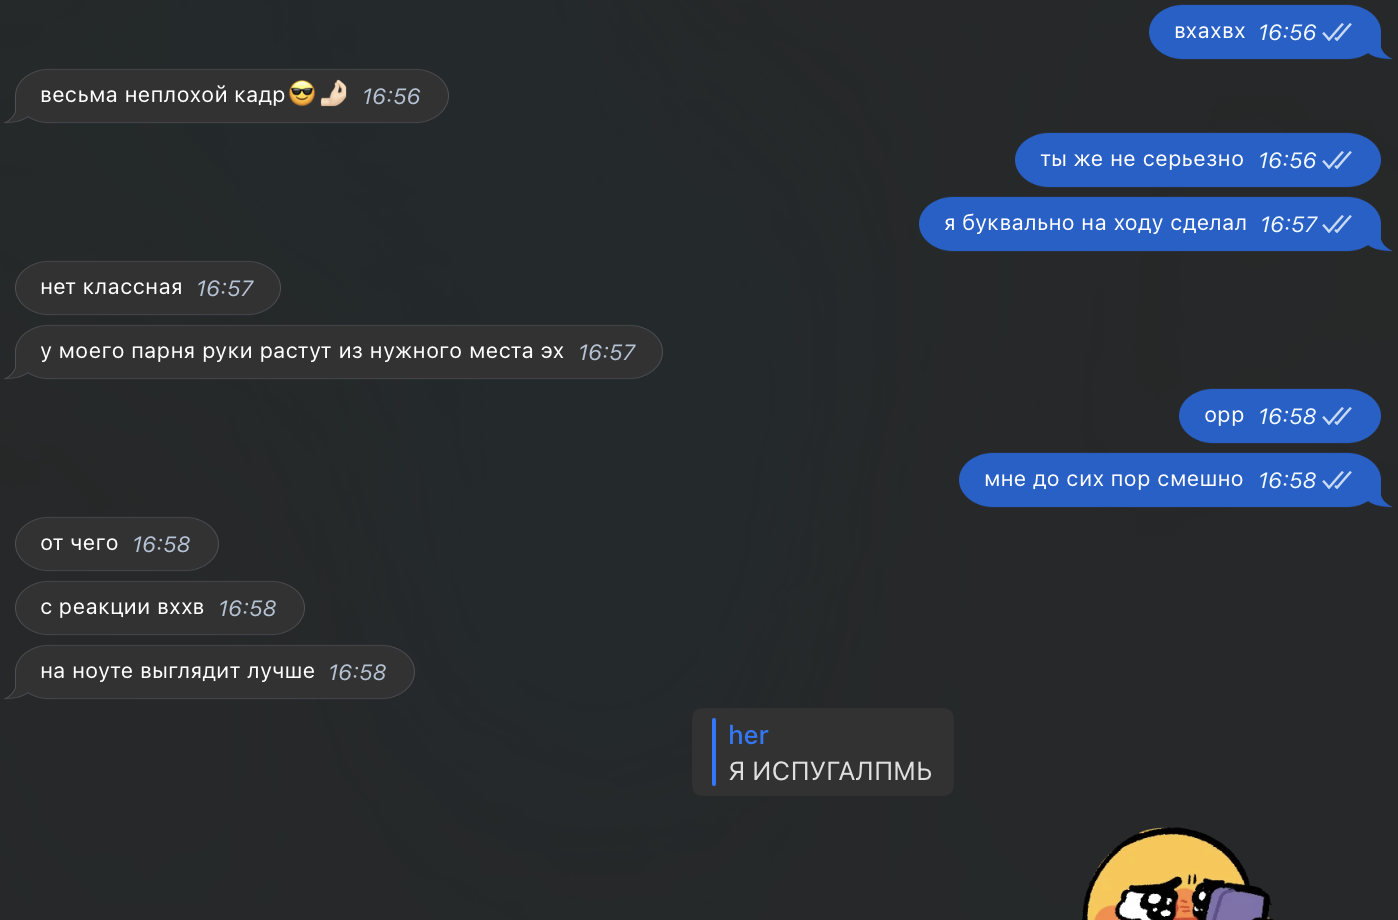 вхахвх 16:56
весьма неплохой кадр😎🤌🏻 16:56
ты же не серьезно 16:56
я буквально на ходу сделал 16:57
нет классная 16:57
у моего парня руки растут из нужного места эх 16:57
орр 16:58
мне до сих пор смешно 16:58
от чего 16:58
с реакции вххв 16:58
на ноуте выглядит лучше 16:58
her
Я ИСПУГАЛПМЬ